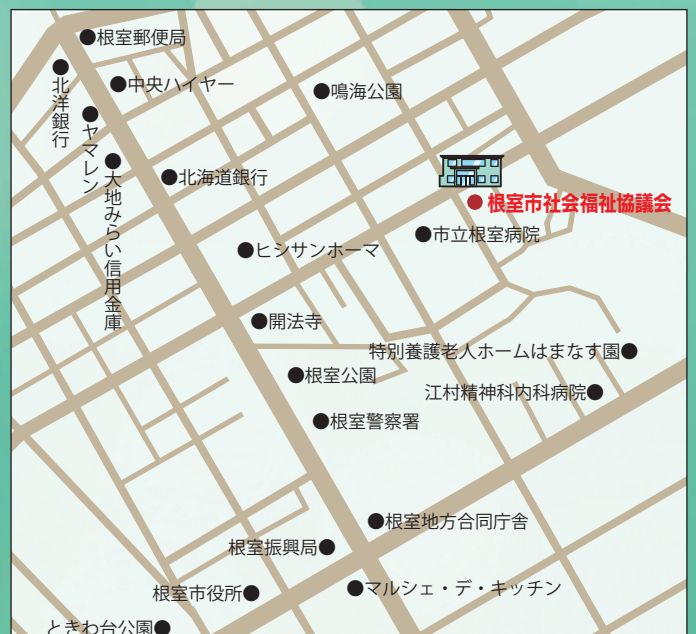 根室郵便局
北洋銀行
中央ハイヤー
鳴海公園
ヤマレン
大地みらい信用金庫
北海道銀行
根室市社会福祉協議会
市立根室病院
ヒシサンホーマ
開法寺
特別養護老人ホームはまなす園
根室公園
江村精神科内科病院
根室警察署
根室地方合同庁舎
根室振興局
根室市役所
マルシェ・デ・キッチン
ときわ台公園